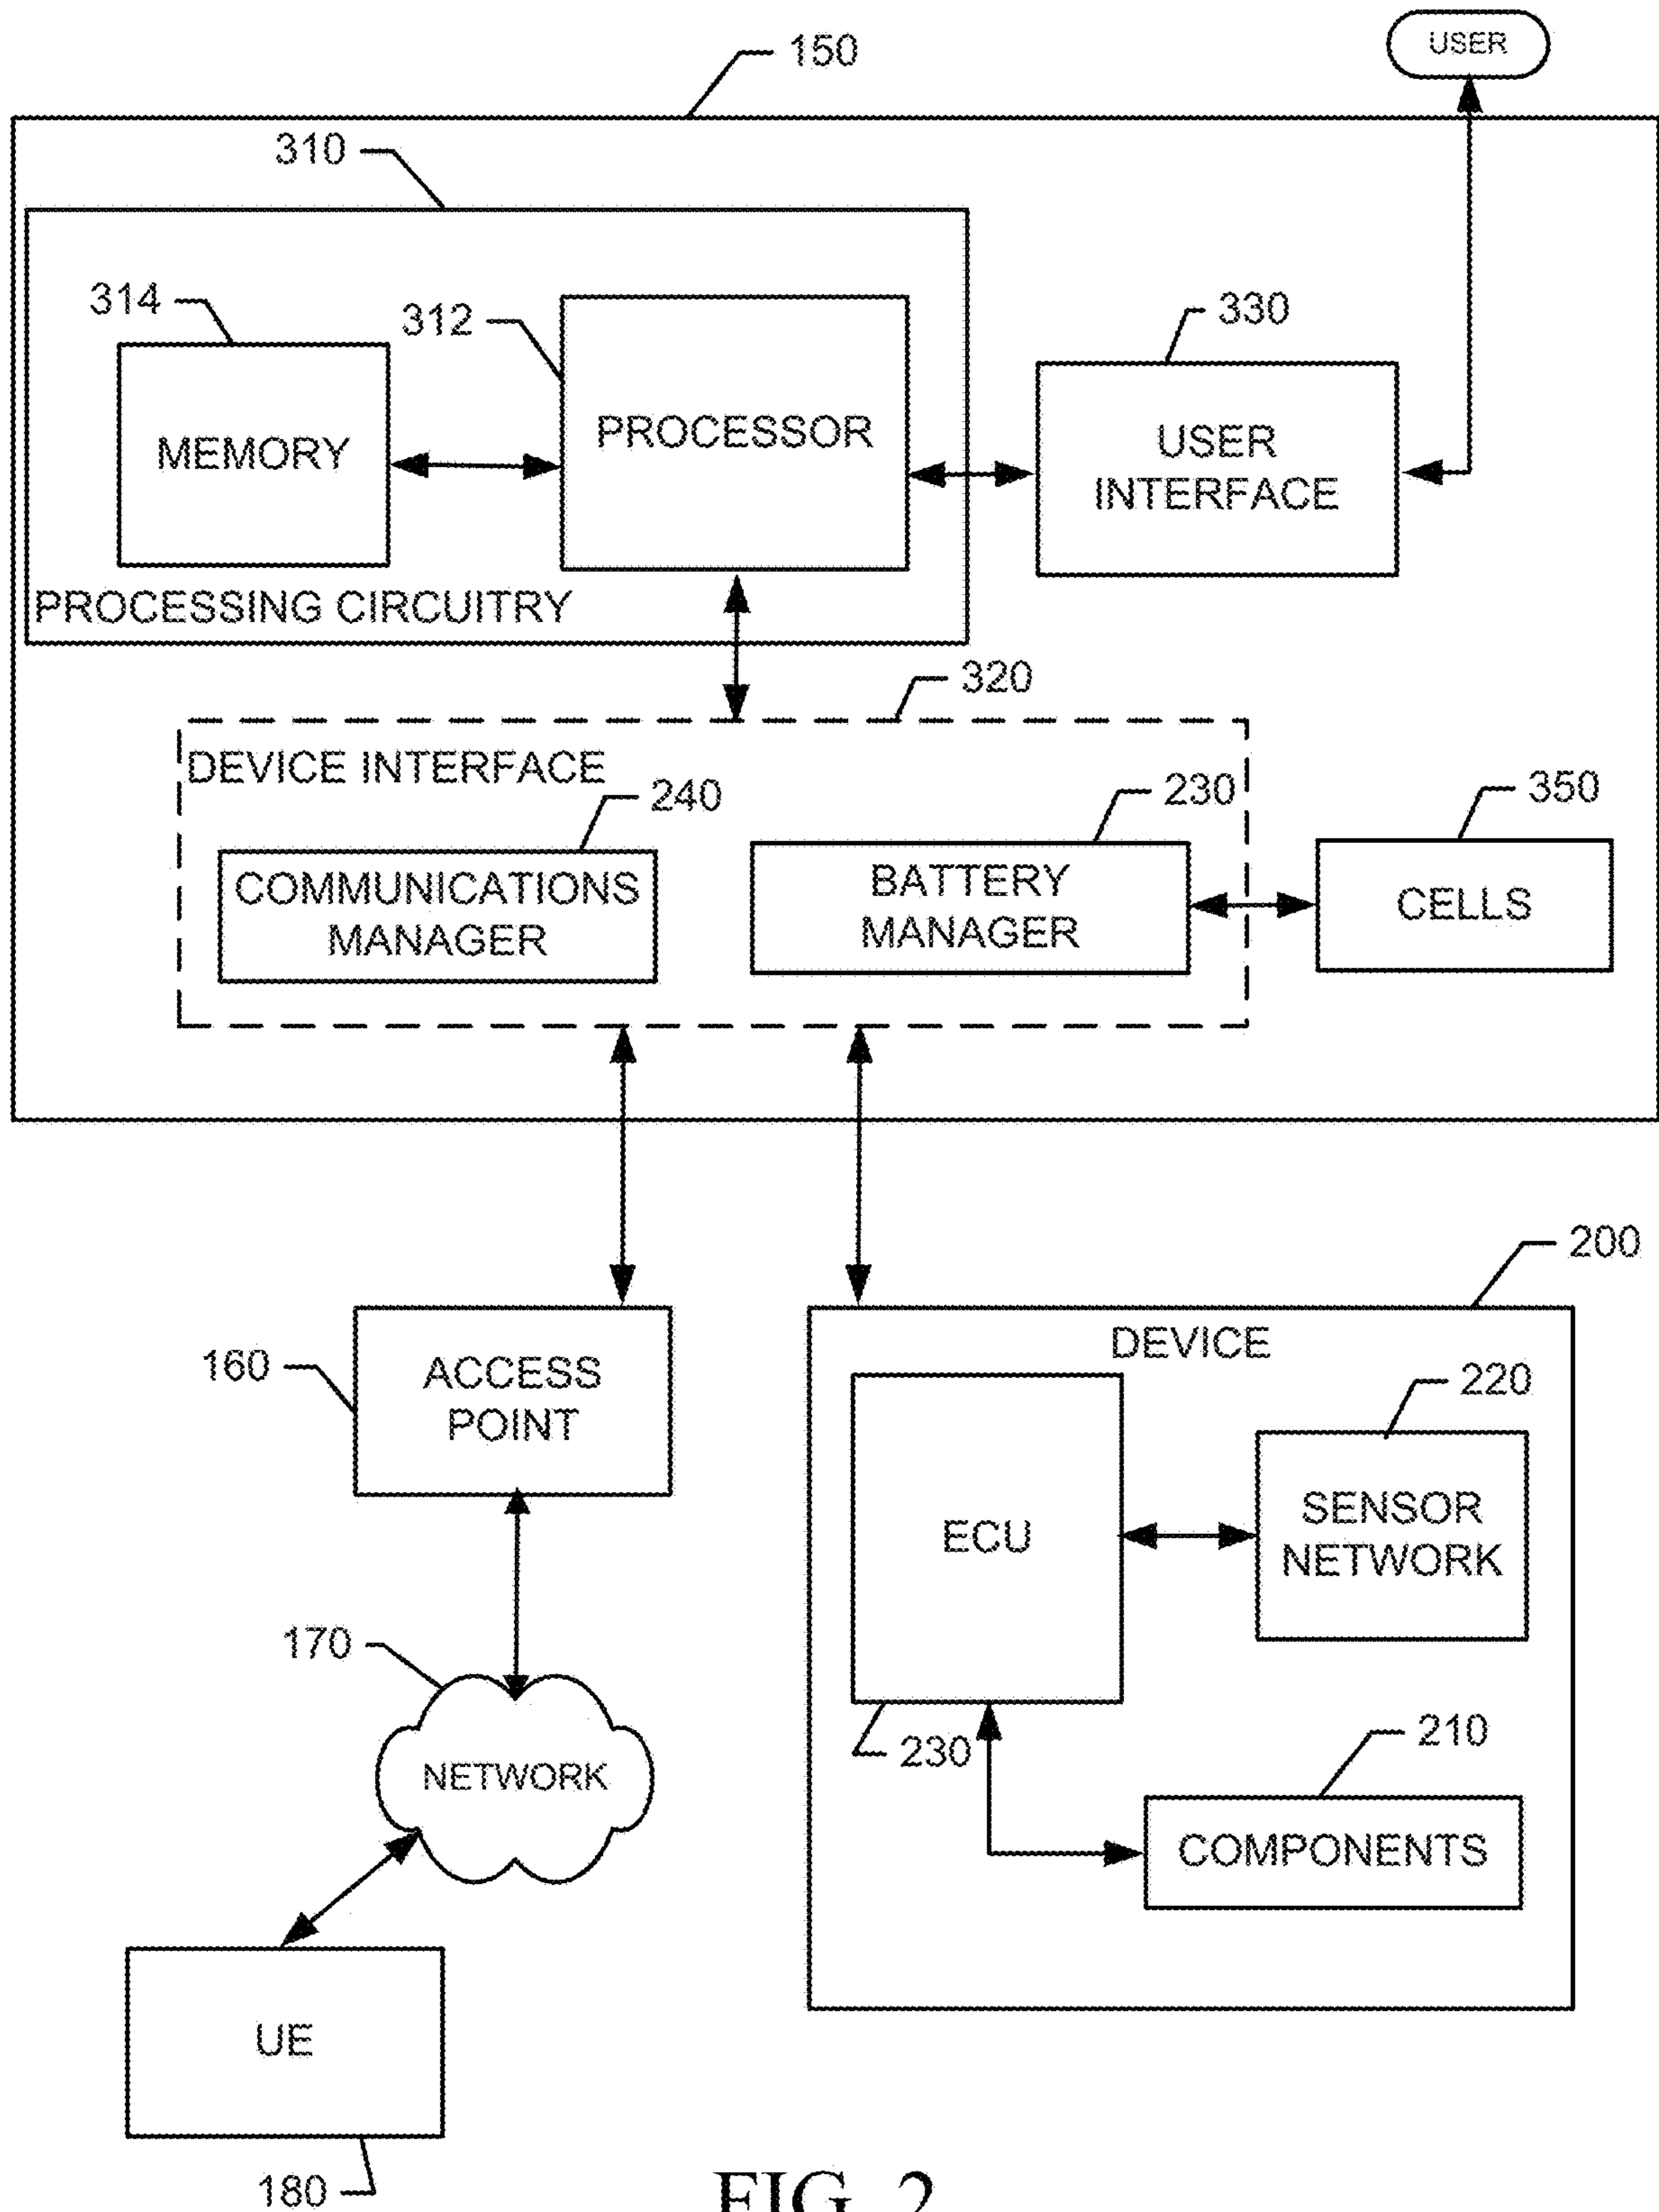 USER
150
310
314
312
330
MEMORY
PROCESSOR
USER
INTERFACE
PROCESSING CIRCUITRY
320
DEVICE INTERFACE
240
230
350
COMMUNICATIONS
MANAGER
BATTERY
MANAGER
CELLS
200
DEVICE
160
ACCESS
POINT
220
ECU
SENSOR
NETWORK
170
230
210
NETWORK
COMPONENTS
UE
180
FIG. 2